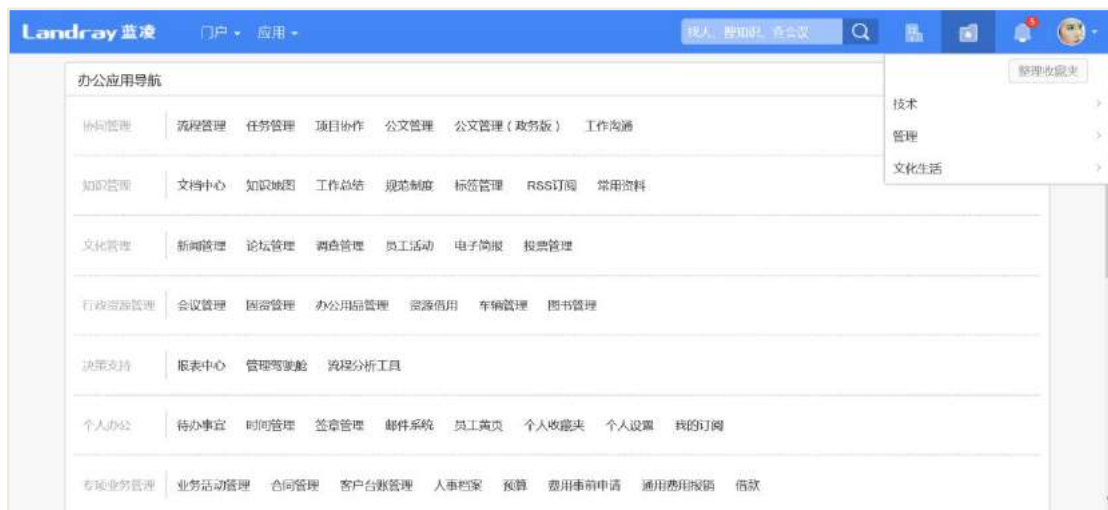 Landray 蓝凌 门户 应用 找人、搜知识、查会议 5
整理收藏夹
办公应用导航
技术
管理
文化生活
协同管理 流程管理 任务管理 项目协作 公文管理 公文管理（政务版） 工作沟通
知识管理 文档中心 知识地图 工作总结 规范制度 标签管理 RSS订阅 常用资料
文化管理 新闻管理 论坛管理 调查管理 员工活动 电子简报 投票管理
行政资源管理 会议管理 固资管理 办公用品管理 资源借用 车辆管理 图书管理
决策支持 报表中心 管理驾驶舱 流程分析工具
个人办公 待办事宜 时间管理 签章管理 邮件系统 员工黄页 个人收藏夹 个人设置 我的订阅
专项业务管理 业务活动管理 合同管理 客户台账管理 人事档案 预算 费用事前申请 通用费用报销 借款